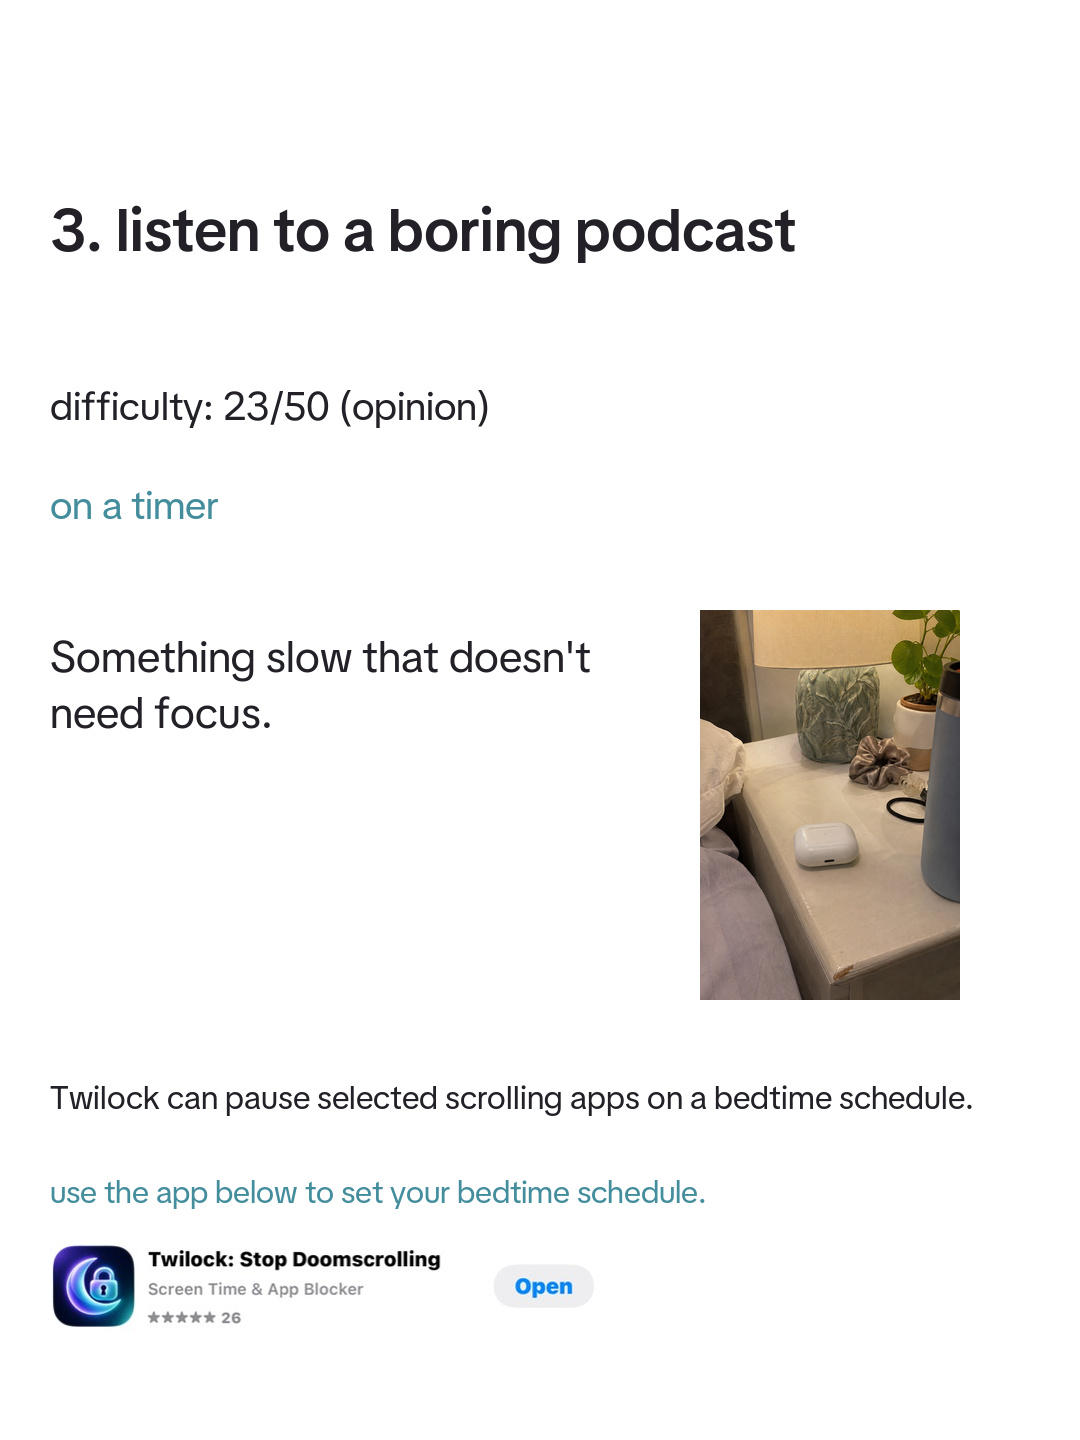 3. listen to a boring podcast
difficulty: 23/50 (opinion)
on a timer
Something slow that doesn't
need focus.
Twilock can pause selected scrolling apps on a bedtime schedule.
use the app below to set your bedtime schedule.
Twilock: Stop Doomscrolling
Screen Time & App Blocker
★★★★★ 26
Open